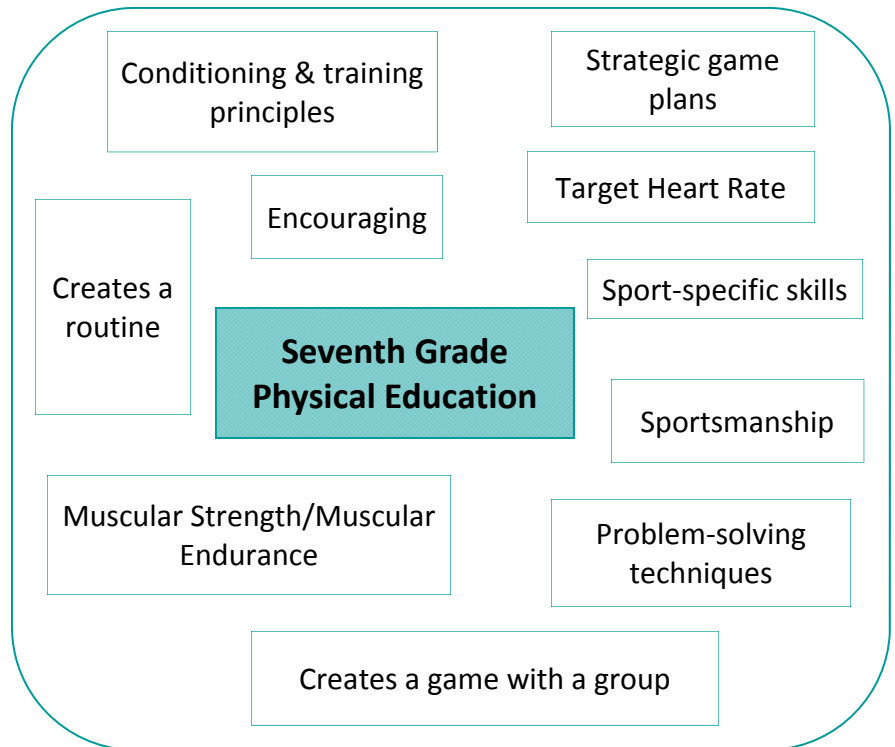 Conditioning & training
principles
Strategic game
plans
Target Heart Rate
Encouraging
Creates a
routine
Sport-specific skills
Seventh Grade
Physical Education
Sportsmanship
Muscular Strength/Muscular
Endurance
Problem-solving
techniques
Creates a game with a group